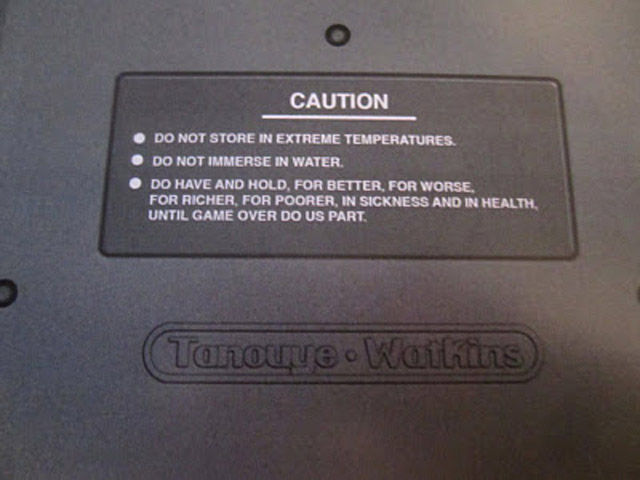 CAUTION
● DO NOT STORE IN EXTREME TEMPERATURES.
● DO NOT IMMERSE IN WATER.
● DO HAVE AND HOLD, FOR BETTER, FOR WORSE,
FOR RICHER, FOR POORER, IN SICKNESS AND IN HEALTH,
UNTIL GAME OVER DO US PART.
Tanouye • Watkins